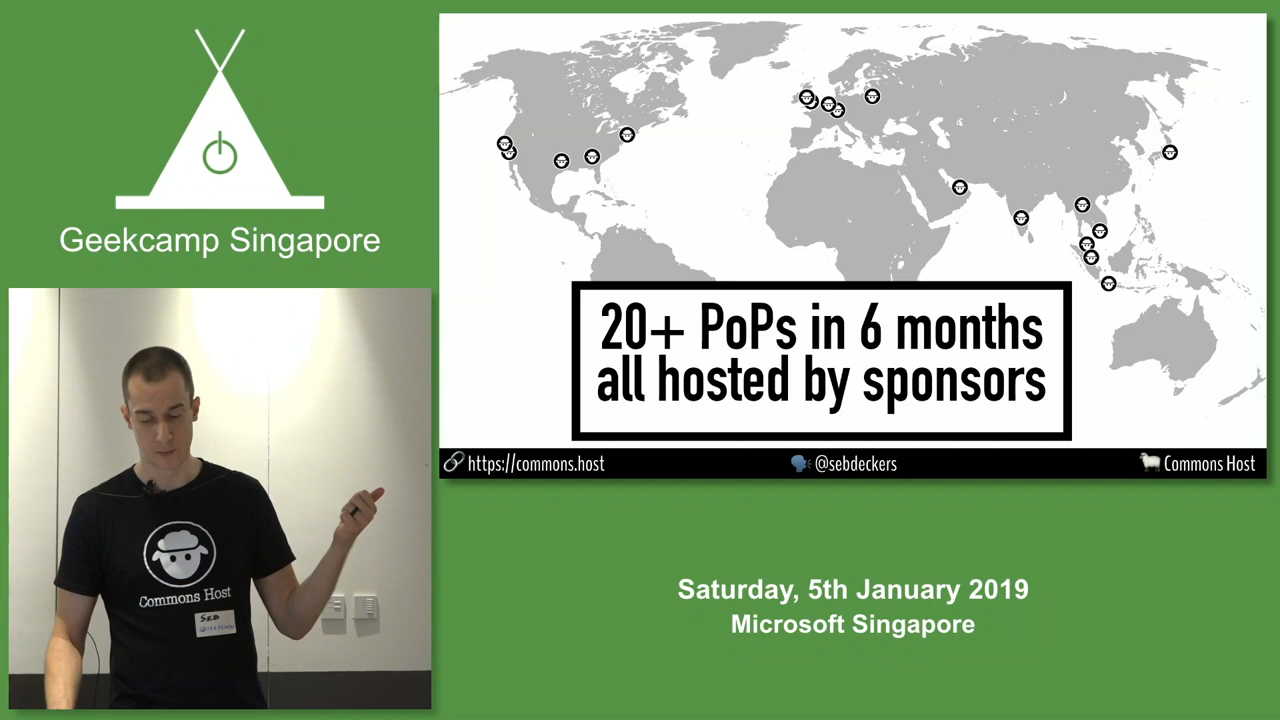 Geekcamp Singapore
20+ PoPs in 6 months
all hosted by sponsors
https://commons.host
@sebdeckers
Commons Host
Commons Host
SEB
Saturday, 5th January 2019
Microsoft Singapore